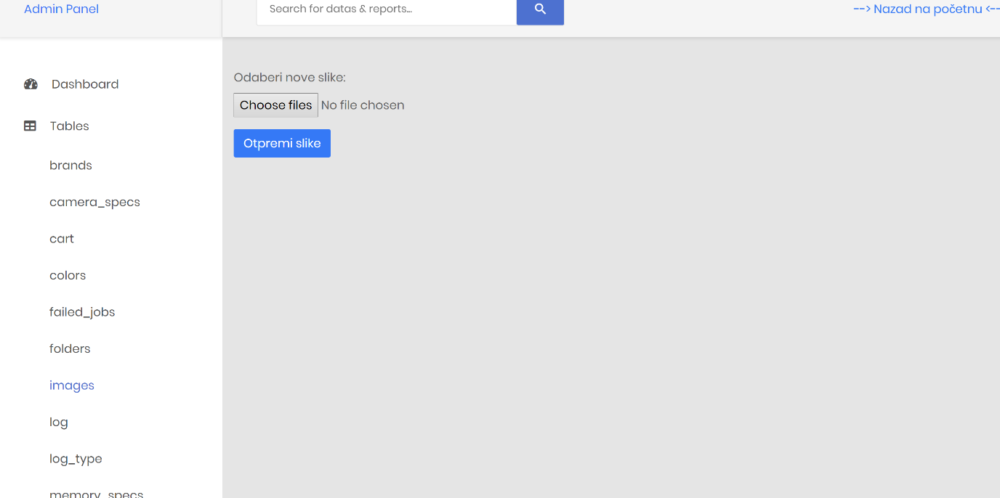 Admin Panel
Search for datas & reports...
--> Nazad na početnu <--
Dashboard
Tables
brands
camera_specs
cart
colors
failed_jobs
folders
images
log
log_type
memory_specs
Odaberi nove slike:
Choose files No file chosen
Otpremi slike